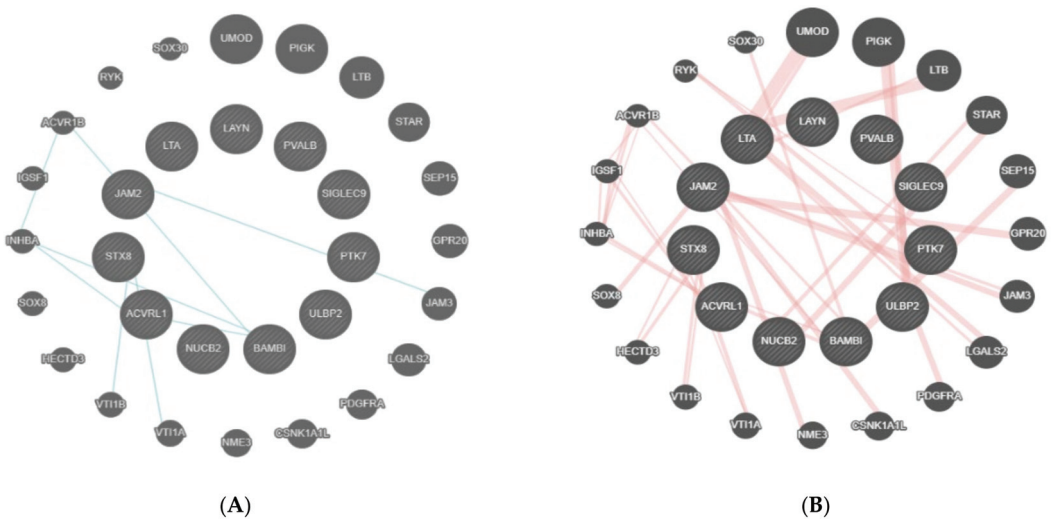 UMOD
PIGK
SOX30
LTB
RYK
STAR
ACVR1B
LAYN
LTA
PVALB
IGSF1
SEP15
JAM2
SIGLEC9
INHBA
GPR20
STX8
PTK7
SOX8
JAM3
ACVRL1
ULBP2
NUCB2
BAMBI
HECTD3
LGALS2
VTI1B
PDGFRA
VTI1A
CSNK1A1L
NME3
(A)
UMOD
PIGK
SOX30
LTB
RYK
STAR
ACVR1B
LAYN
LTA
PVALB
IGSF1
SEP15
JAM2
SIGLEC9
INHBA
GPR20
STX8
PTK7
SOX8
JAM3
ACVRL1
ULBP2
NUCB2
BAMBI
HECTD3
LGALS2
VTI1B
PDGFRA
VTI1A
CSNK1A1L
NME3
(B)